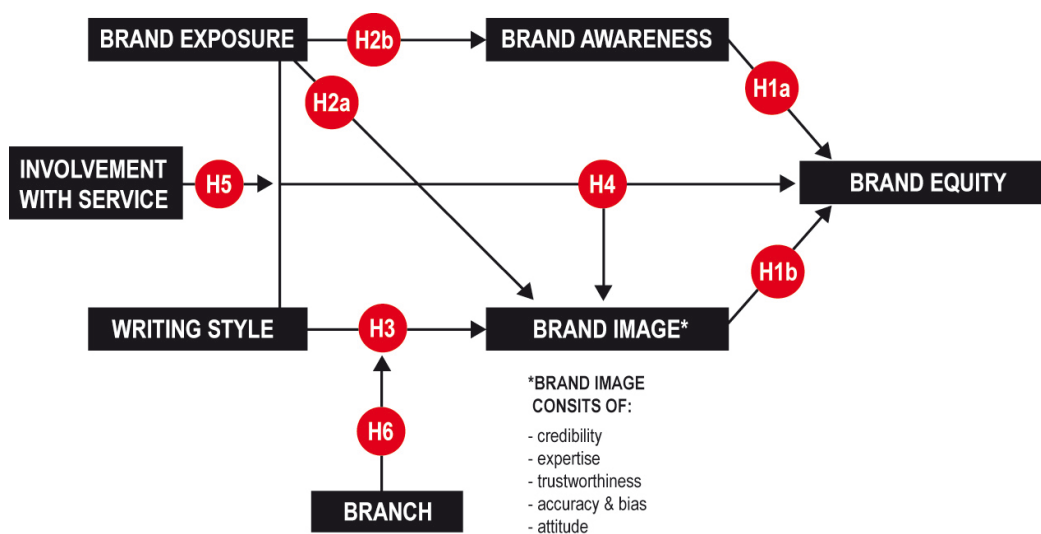 BRAND EXPOSURE
H2b
BRAND AWARENESS
H2a
H1a
INVOLVEMENT
WITH SERVICE
H5
H4
BRAND EQUITY
H1b
WRITING STYLE
H3
BRAND IMAGE*
*BRAND IMAGE
CONSITS OF:
- credibility
- expertise
- trustworthiness
- accuracy & bias
- attitude
H6
BRANCH